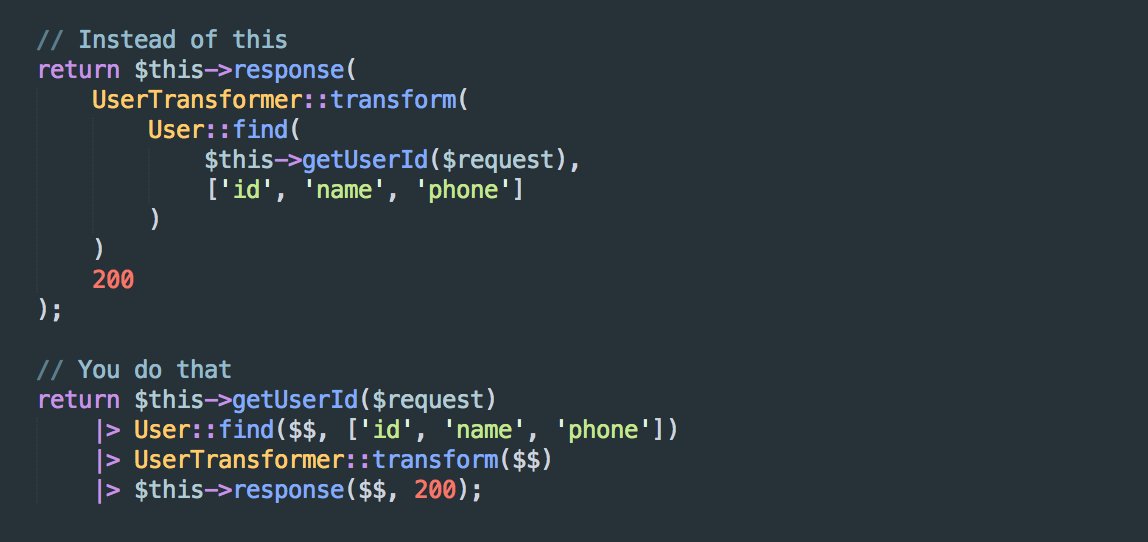 // Instead of this
return $this->response(
    UserTransformer::transform(
        User::find(
            $this->getUserId($request),
            ['id', 'name', 'phone']
        )
    )
    200
);

// You do that
return $this->getUserId($request)
    |> User::find($$, ['id', 'name', 'phone'])
    |> UserTransformer::transform($$)
    |> $this->response($$, 200);